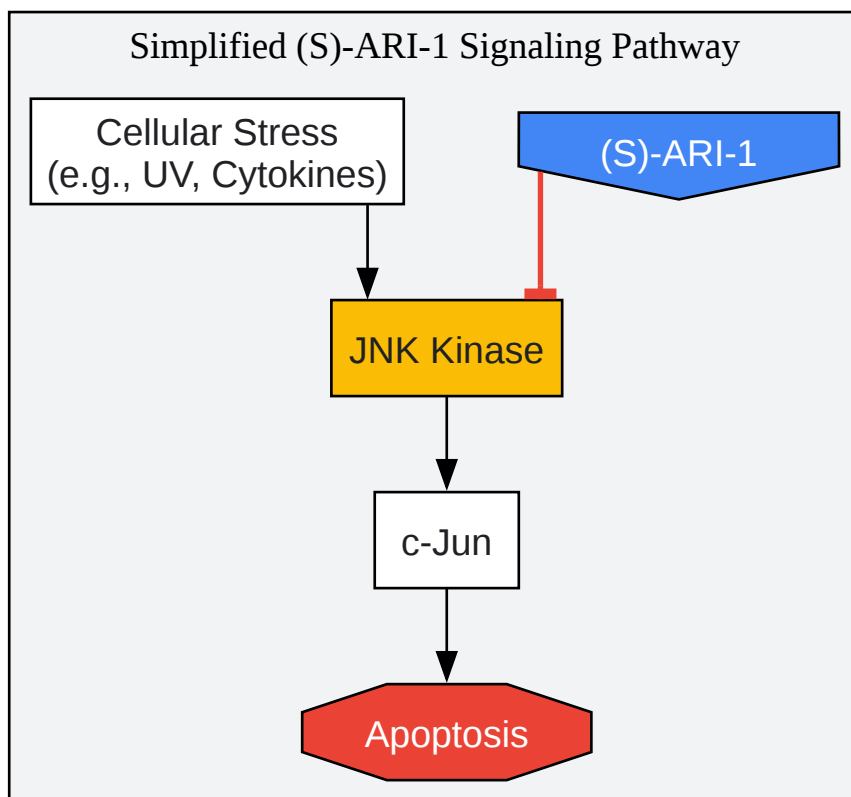 Simplified (S)-ARI-1 Signaling Pathway
Cellular Stress
(e.g., UV, Cytokines)
(S)-ARI-1
JNK Kinase
c-Jun
Apoptosis